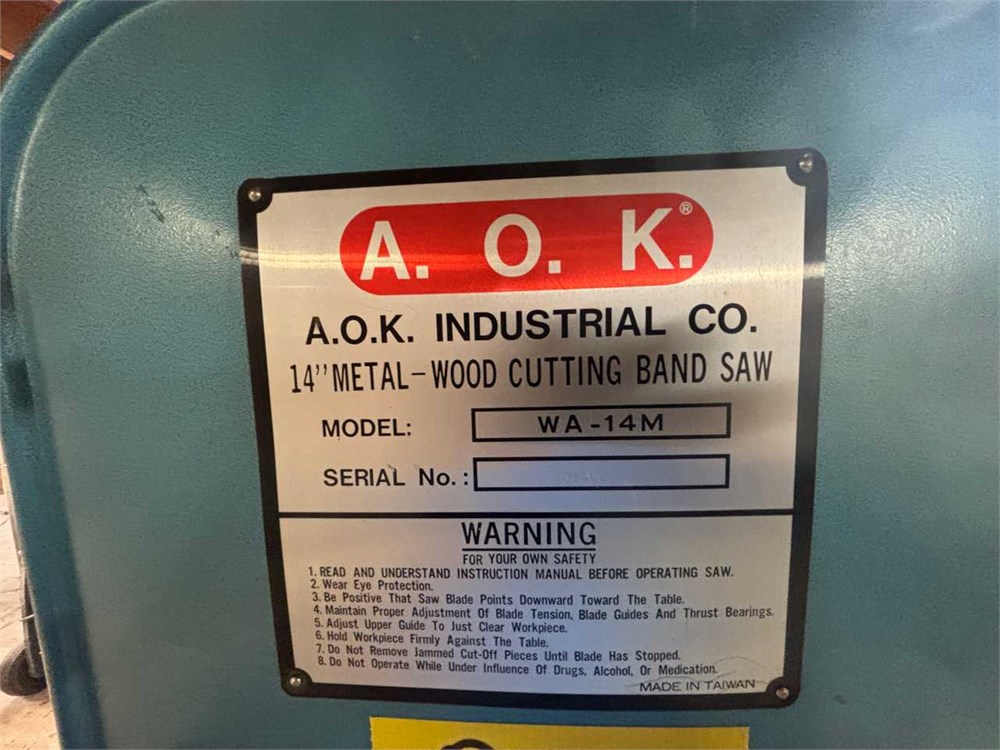 A. O. K.®
A.O.K. INDUSTRIAL CO.
14" METAL-WOOD CUTTING BAND SAW
MODEL: WA-14M
SERIAL No.:
WARNING
FOR YOUR OWN SAFETY
1. READ AND UNDERSTAND INSTRUCTION MANUAL BEFORE OPERATING SAW.
2. Wear Eye Protection.
3. Be Positive That Saw Blade Points Downward Toward The Table.
4. Maintain Proper Adjustment Of Blade Tension, Blade Guides And Thrust Bearings.
5. Adjust Upper Guide To Just Clear Workpiece.
6. Hold Workpiece Firmly Against The Table.
7. Do Not Remove Jammed Cut-Off Pieces Until Blade Has Stopped.
8. Do Not Operate While Under Influence Of Drugs, Alcohol, Or Medication.
MADE IN TAIWAN